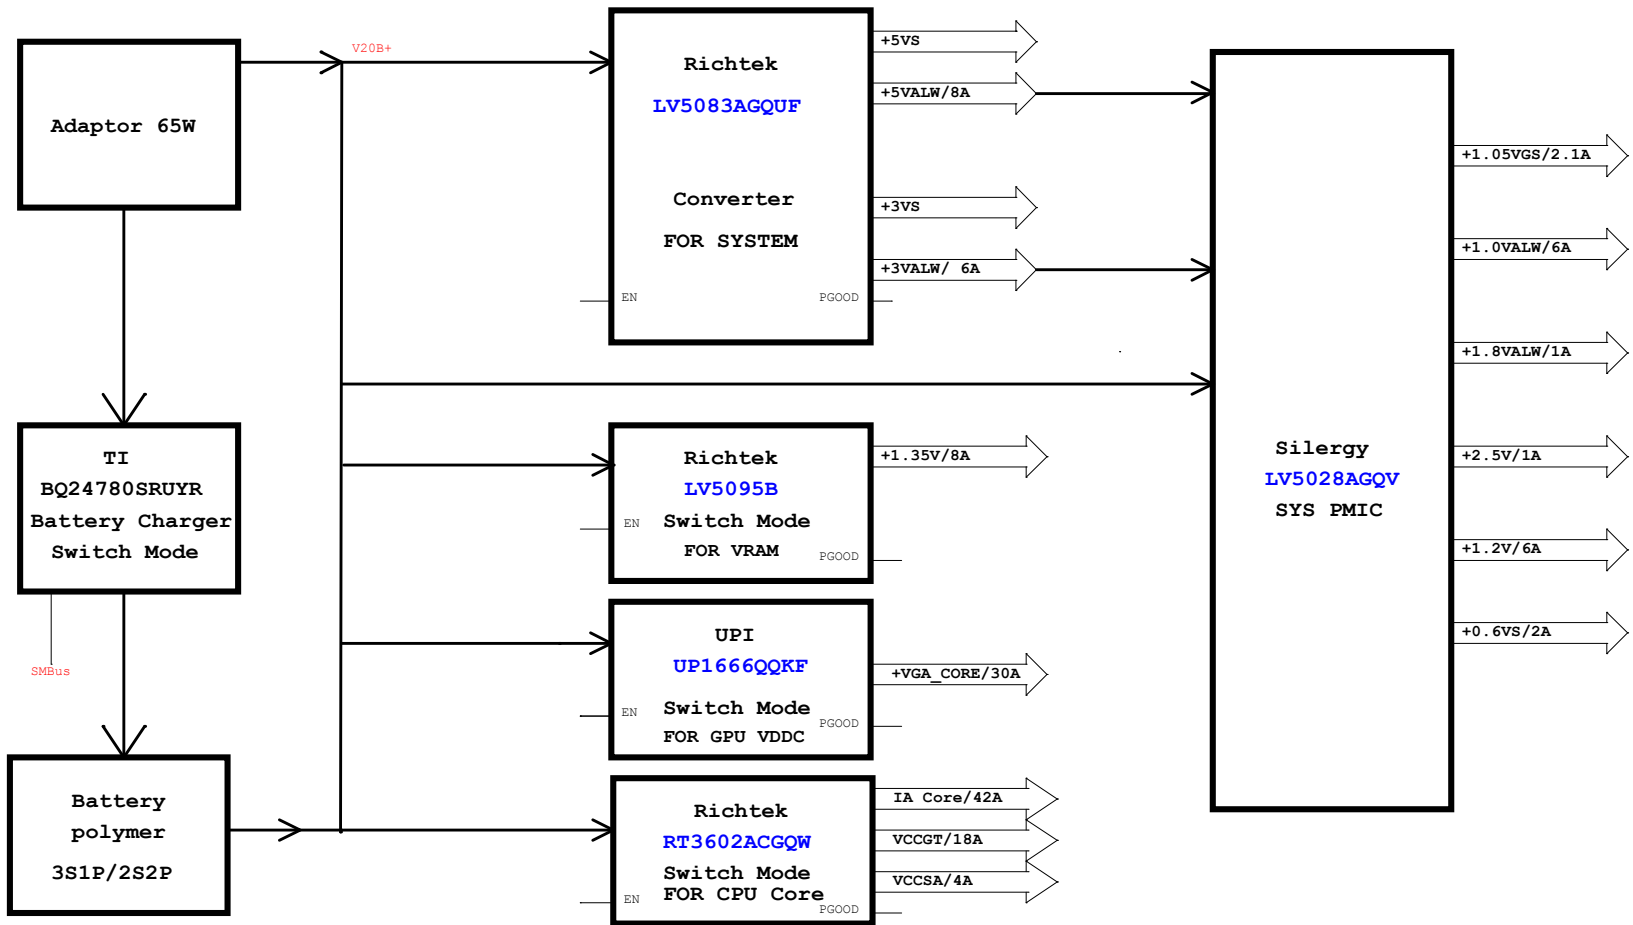 Adaptor 65W
V20B+
TI
BQ24780SRUYR
Battery Charger
Switch Mode
SMBus
Battery
polymer
3S1P/2S2P
Richtek
LV5083AGQUF
Converter
FOR SYSTEM
EN
PGOOD
+5VS
+5VALW/8A
+3VS
+3VALW/ 6A
Richtek
LV5095B
Switch Mode
FOR VRAM
EN
PGOOD
+1.35V/8A
UPI
UP1666QQKF
Switch Mode
FOR GPU VDDC
EN
PGOOD
+VGA_CORE/30A
Richtek
RT3602ACGQW
Switch Mode
FOR CPU Core
EN
PGOOD
IA Core/42A
VCCGT/18A
VCCSA/4A
Silergy
LV5028AGQV
SYS PMIC
+1.05VGS/2.1A
+1.0VALW/6A
+1.8VALW/1A
+2.5V/1A
+1.2V/6A
+0.6VS/2A